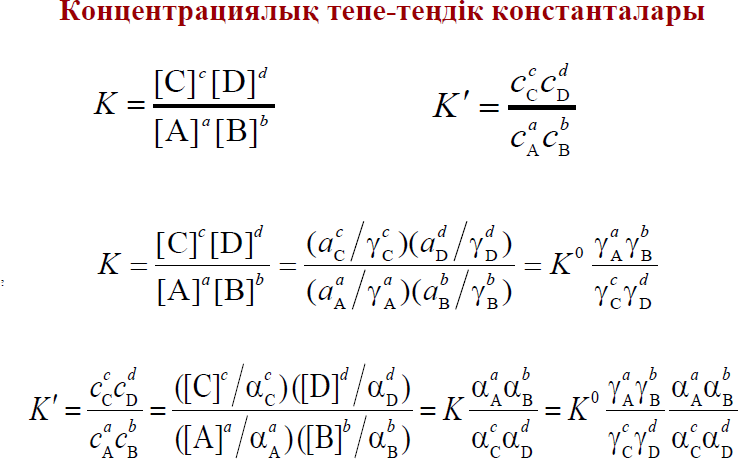 Концентрациялық тепе-теңдік константалары
K = [C]^c [D]^d / [A]^a [B]^b    K′ = c_C^c c_D^d / c_A^a c_B^b
K = [C]^c [D]^d / [A]^a [B]^b = (a_C^c / γ_C^c)(a_D^d / γ_D^d) / (a_A^a / γ_A^a)(a_B^b / γ_B^b) = K^0 γ_A^a γ_B^b / γ_C^c γ_D^d
K′ = c_C^c c_D^d / c_A^a c_B^b = ([C]^c / α_C^c)([D]^d / α_D^d) / ([A]^a / α_A^a)([B]^b / α_B^b) = K α_A^a α_B^b / α_C^c α_D^d = K^0 γ_A^a γ_B^b / γ_C^c γ_D^d α_A^a α_B^b / α_C^c α_D^d